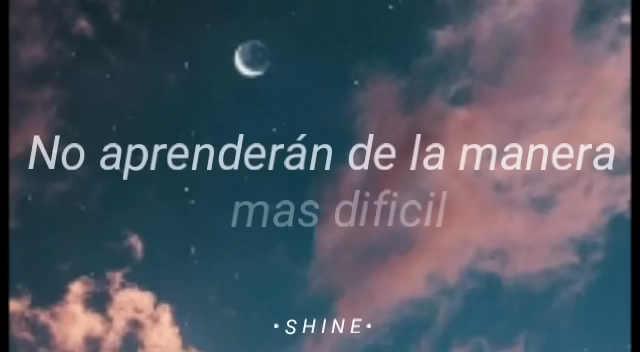 No aprenderán de la manera
mas dificil
•SHINE•